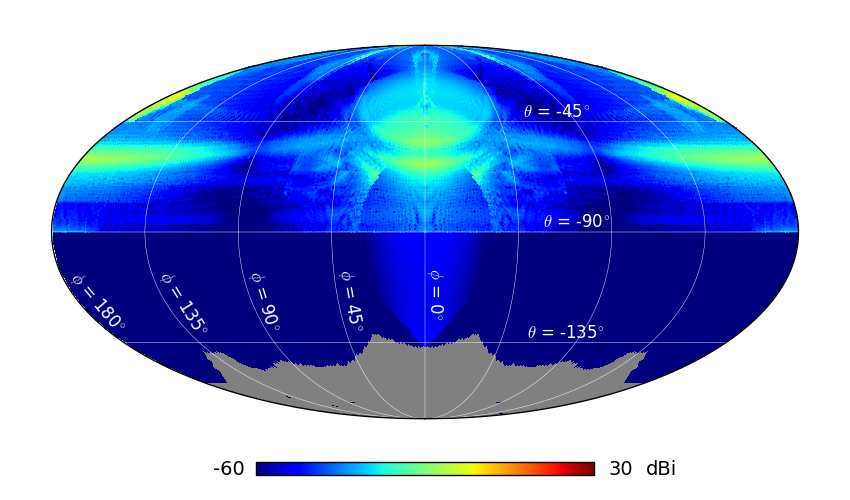 θ = -45°
θ = -90°
ϕ = 180°
ϕ = 135°
ϕ = 90°
ϕ = 45°
ϕ = 0°
θ = -135°
-60 30 dBi